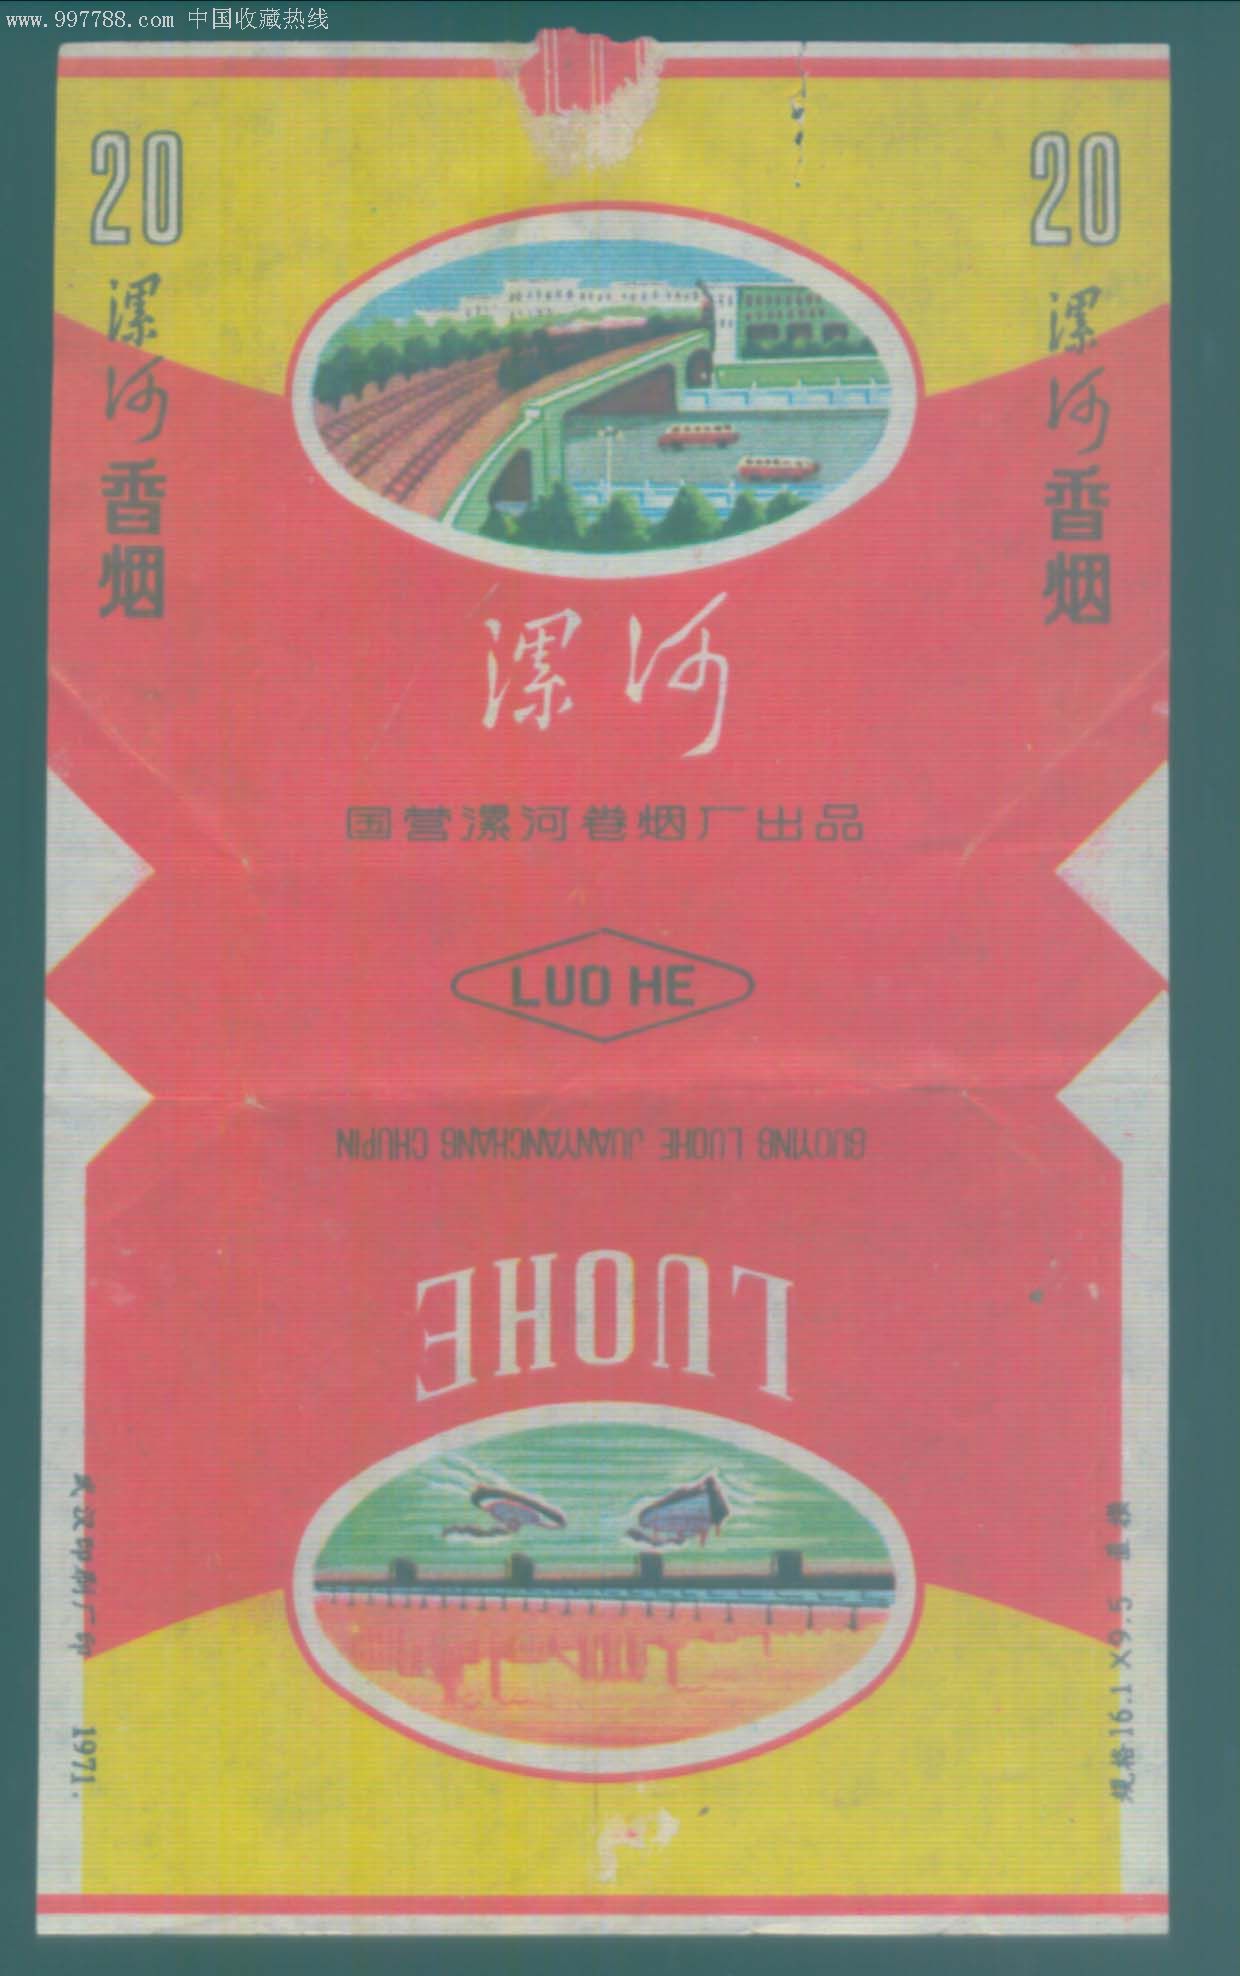 www.997788.com 中国收藏热线
20
20
漯河香烟
漯河香烟
漯河
国营漯河卷烟厂出品
LUO HE
GUOYING LUOHE JUANYANCHANG CHUPIN
LUOHE
武汉印刷厂印 1971.
规格16.1×9.5